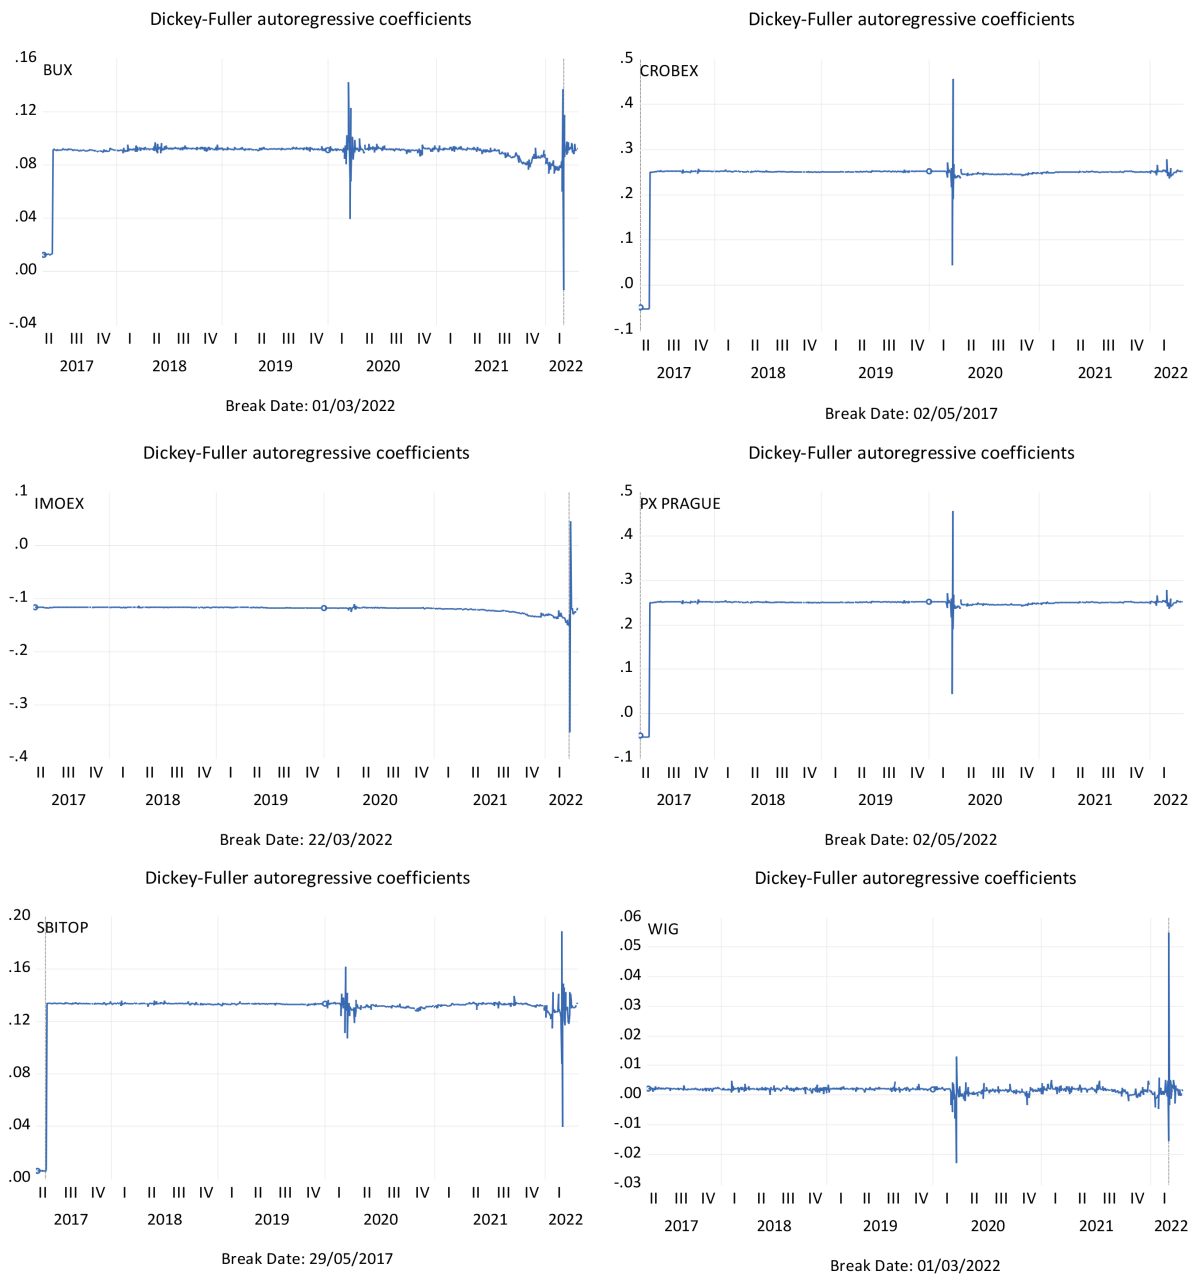 Dickey-Fuller autoregressive coefficients
BUX
.16
.12
.08
.04
.00
-.04
II III IV I II III IV I II III IV I II III IV I II III IV I
2017 2018 2019 2020 2021 2022
Break Date: 01/03/2022
Dickey-Fuller autoregressive coefficients
CROBEX
.5
.4
.3
.2
.1
.0
-.1
II III IV I II III IV I II III IV I II III IV I II III IV I
2017 2018 2019 2020 2021 2022
Break Date: 02/05/2017
Dickey-Fuller autoregressive coefficients
IMOEX
.1
.0
-.1
-.2
-.3
-.4
II III IV I II III IV I II III IV I II III IV I II III IV I
2017 2018 2019 2020 2021 2022
Break Date: 22/03/2022
Dickey-Fuller autoregressive coefficients
PX PRAGUE
.5
.4
.3
.2
.1
.0
-.1
II III IV I II III IV I II III IV I II III IV I II III IV I
2017 2018 2019 2020 2021 2022
Break Date: 02/05/2022
Dickey-Fuller autoregressive coefficients
SBITOP
.20
.16
.12
.08
.04
.00
II III IV I II III IV I II III IV I II III IV I II III IV I
2017 2018 2019 2020 2021 2022
Break Date: 29/05/2017
Dickey-Fuller autoregressive coefficients
WIG
.06
.05
.04
.03
.02
.01
.00
-.01
-.02
-.03
II III IV I II III IV I II III IV I II III IV I II III IV I
2017 2018 2019 2020 2021 2022
Break Date: 01/03/2022